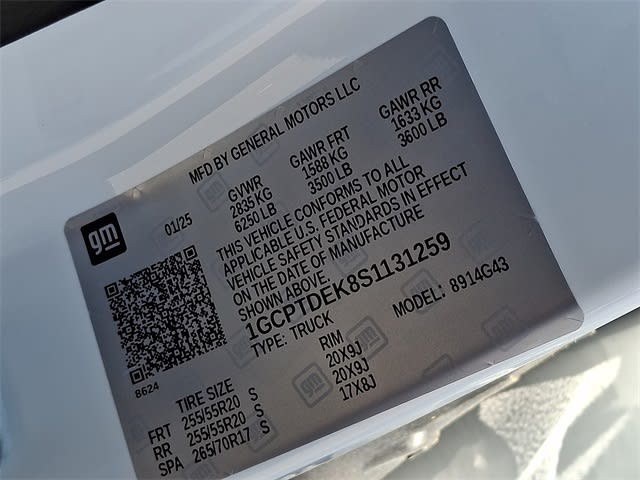 MFD BY GENERAL MOTORS LLC
gm
01/25
GVWR GAWR FRT GAWR RR
2835 KG 1588 KG 1633 KG
6250 LB 3500 LB 3600 LB
THIS VEHICLE CONFORMS TO ALL
APPLICABLE U.S. FEDERAL MOTOR
VEHICLE SAFETY STANDARDS IN EFFECT
ON THE DATE OF MANUFACTURE
SHOWN ABOVE.
1GCPTDEK8S1131259
TYPE: TRUCK MODEL: 8914G43
8624
TIRE SIZE RIM
FRT 255/55R20 S 20X9J
RR 255/55R20 S 20X9J
SPA 265/70R17 S 17X8J